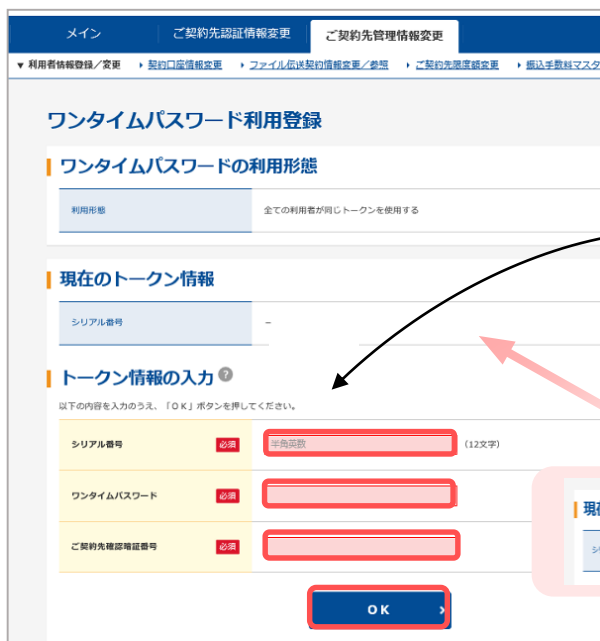 メイン ご契約先認証情報変更 ご契約先管理情報変更
▼ 利用者情報登録/変更 ▸ 契約口座情報変更 ▸ ファイル伝送契約情報変更/参照 ▸ ご契約先限度額変更 ▸ 振込手数料マスタ
ワンタイムパスワード利用登録
ワンタイムパスワードの利用形態
利用形態 全ての利用者が同じトークンを使用する
現在のトークン情報
シリアル番号 –
トークン情報の入力 ?
以下の内容を入力のうえ、「OK」ボタンを押してください。
シリアル番号 必須 半角英数 (12文字)
ワンタイムパスワード 必須
ご契約先確認暗証番号 必須
現在
OK ›